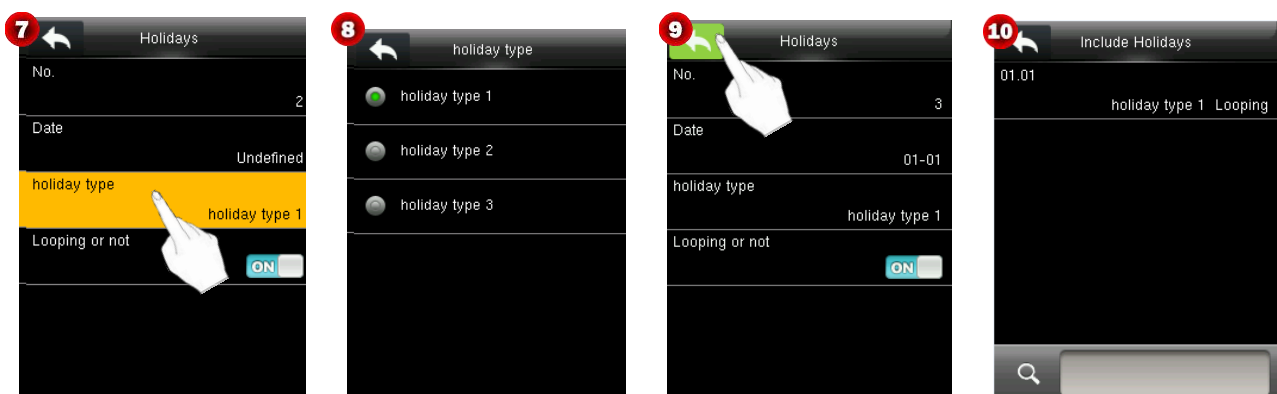 7
Holidays
No.
2
Date
Undefined
holiday type
holiday type 1
Looping or not
ON
8
holiday type
holiday type 1
holiday type 2
holiday type 3
9
Holidays
No.
3
Date
01-01
holiday type
holiday type 1
Looping or not
ON
10
Include Holidays
01.01
holiday type 1 Looping